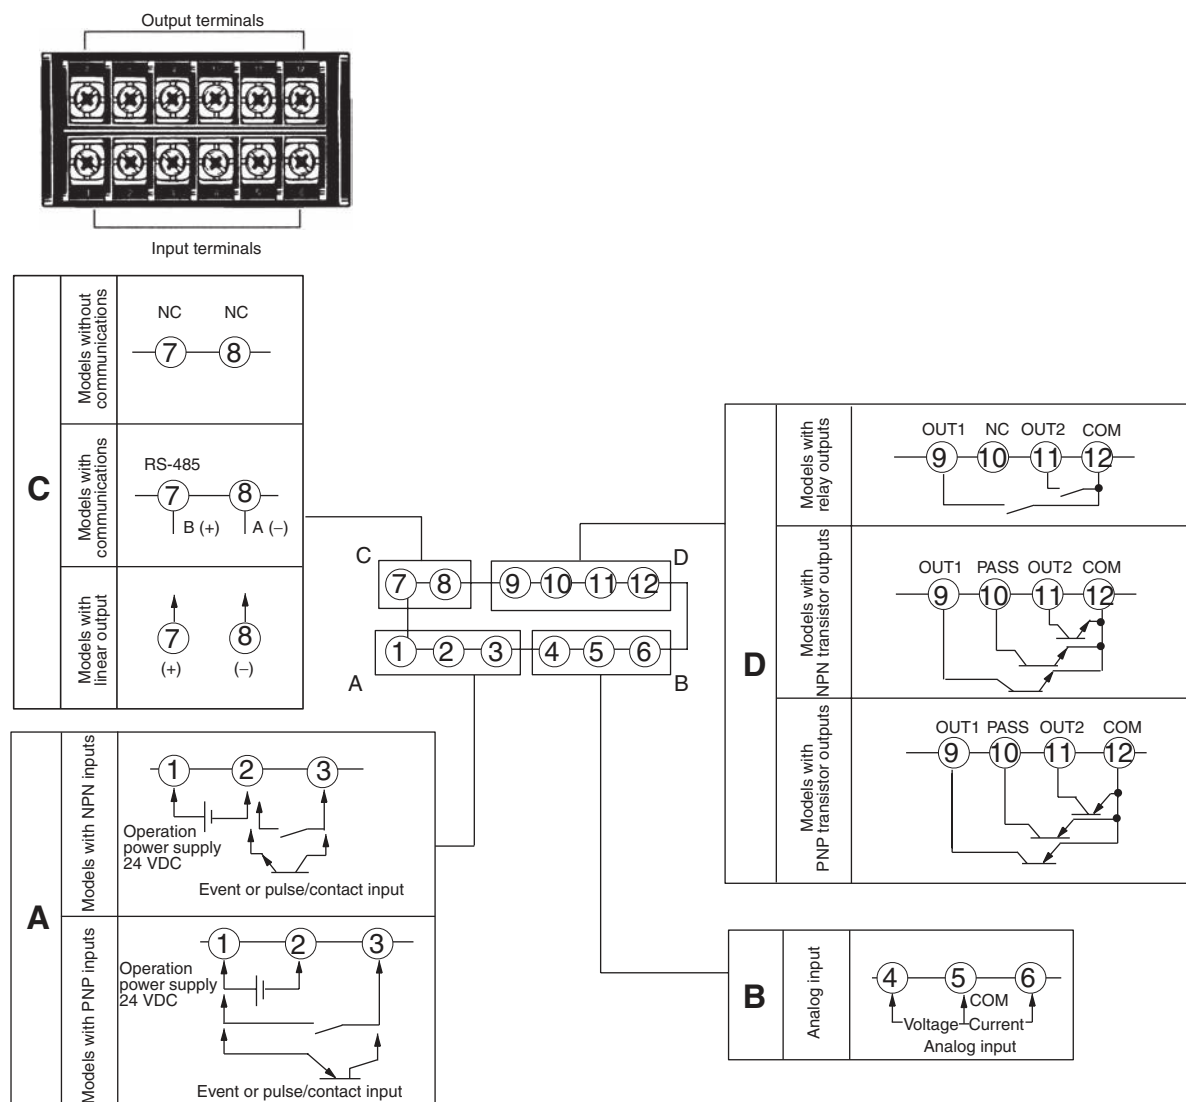 Output terminals
Input terminals
C
Models without
communications
NC NC
7 8
Models with
communications
RS-485
7 8
B (+) A (−)
Models with
linear output
7 8
(+) (−)
C D
7 8 9 10 11 12
1 2 3 4 5 6
A B
D
Models with
relay outputs
OUT1 NC OUT2 COM
9 10 11 12
Models with
NPN transistor outputs
OUT1 PASS OUT2 COM
9 10 11 12
Models with
PNP transistor outputs
OUT1 PASS OUT2 COM
9 10 11 12
A
Models with NPN inputs
1 2 3
Operation
power supply
24 VDC
Event or pulse/contact input
Models with PNP inputs
1 2 3
Operation
power supply
24 VDC
Event or pulse/contact input
B
Analog input
4 5 6
COM
Voltage Current
Analog input